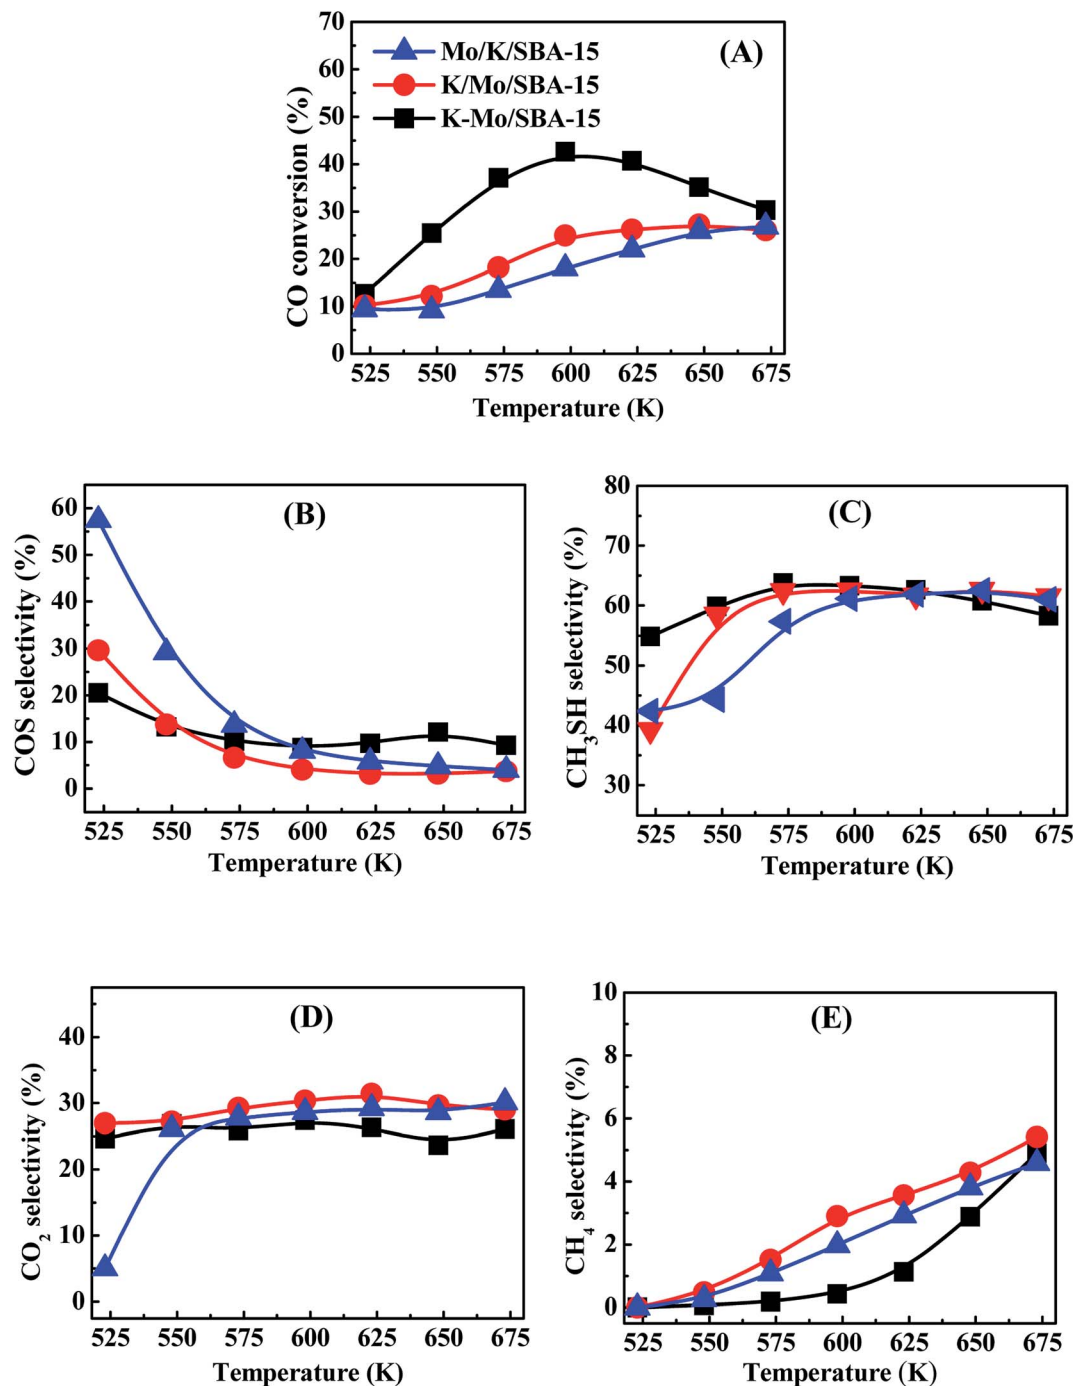 70
60
50
40
30
20
10
0
CO conversion (%)
Mo/K/SBA-15
K/Mo/SBA-15
K-Mo/SBA-15
(A)
525 550 575 600 625 650 675
Temperature (K)
60
50
40
30
20
10
0
COS selectivity (%)
(B)
525 550 575 600 625 650 675
Temperature (K)
80
70
60
50
40
30
CH₃SH selectivity (%)
(C)
525 550 575 600 625 650 675
Temperature (K)
40
30
20
10
0
CO₂ selectivity (%)
(D)
525 550 575 600 625 650 675
Temperature (K)
10
8
6
4
2
0
CH₄ selectivity (%)
(E)
525 550 575 600 625 650 675
Temperature (K)